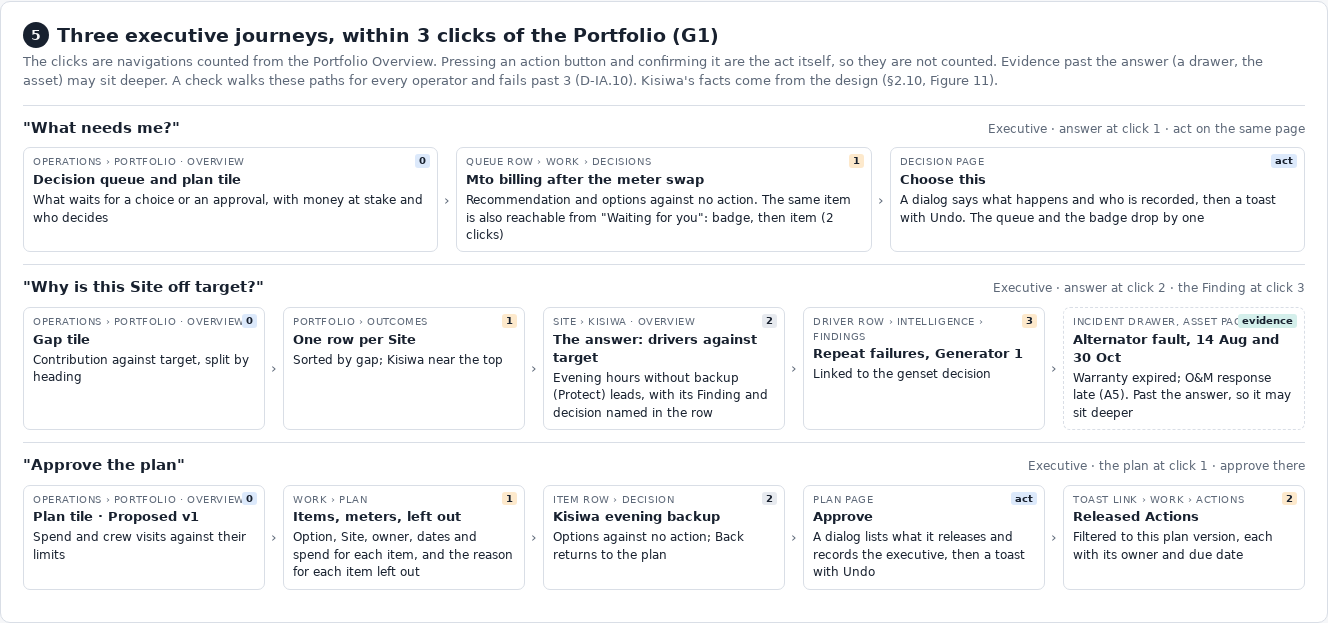 5 Three executive journeys, within 3 clicks of the Portfolio (G1)
The clicks are navigations counted from the Portfolio Overview. Pressing an action button and confirming it are the act itself, so they are not counted. Evidence past the answer (a drawer, the
asset) may sit deeper. A check walks these paths for every operator and fails past 3 (D-IA.10). Kisiwa's facts come from the design (§2.10, Figure 11).
"What needs me?"
Executive · answer at click 1 · act on the same page
OPERATIONS › PORTFOLIO · OVERVIEW
0
Decision queue and plan tile
What waits for a choice or an approval, with money at stake and
who decides
›
QUEUE ROW › WORK › DECISIONS
1
Mto billing after the meter swap
Recommendation and options against no action. The same item
is also reachable from "Waiting for you": badge, then item (2
clicks)
›
DECISION PAGE
act
Choose this
A dialog says what happens and who is recorded, then a toast
with Undo. The queue and the badge drop by one
"Why is this Site off target?"
Executive · answer at click 2 · the Finding at click 3
OPERATIONS › PORTFOLIO · OVERVIEW
0
Gap tile
Contribution against target, split by
heading
›
PORTFOLIO › OUTCOMES
1
One row per Site
Sorted by gap; Kisiwa near the top
›
SITE › KISIWA · OVERVIEW
2
The answer: drivers against
target
Evening hours without backup
(Protect) leads, with its Finding and
decision named in the row
›
DRIVER ROW › INTELLIGENCE ›
FINDINGS
3
Repeat failures, Generator 1
Linked to the genset decision
›
INCIDENT DRAWER, ASSET
evidence
Alternator fault, 14 Aug and
30 Oct
Warranty expired; O&M response
late (A5). Past the answer, so it may
sit deeper
"Approve the plan"
Executive · the plan at click 1 · approve there
OPERATIONS › PORTFOLIO · OVERVIEW
0
Plan tile · Proposed v1
Spend and crew visits against their
limits
›
WORK › PLAN
1
Items, meters, left out
Option, Site, owner, dates and
spend for each item, and the reason
for each item left out
›
ITEM ROW › DECISION
2
Kisiwa evening backup
Options against no action; Back
returns to the plan
›
PLAN PAGE
act
Approve
A dialog lists what it releases and
records the executive, then a toast
with Undo
›
TOAST LINK › WORK › ACTIONS
2
Released Actions
Filtered to this plan version, each
with its owner and due date